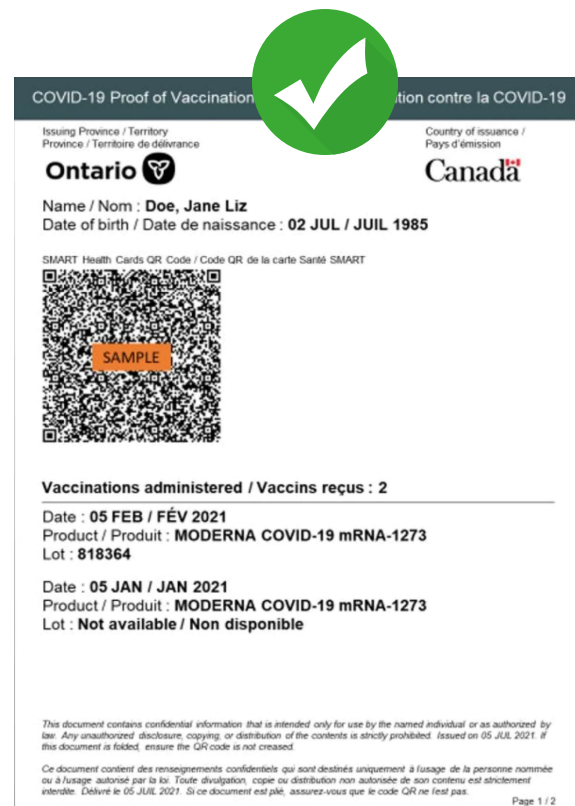 COVID-19 Proof of Vaccination tion contre la COVID-19
Issuing Province / Territory
Province / Territoire de délivrance
Country of issuance /
Pays d'émission
Ontario
Canada
Name / Nom : Doe, Jane Liz
Date of birth / Date de naissance : 02 JUL / JUIL 1985
SMART Health Cards QR Code / Code QR de la carte Santé SMART
SAMPLE
Vaccinations administered / Vaccins reçus : 2
Date : 05 FEB / FÉV 2021
Product / Produit : MODERNA COVID-19 mRNA-1273
Lot : 818364
Date : 05 JAN / JAN 2021
Product / Produit : MODERNA COVID-19 mRNA-1273
Lot : Not available / Non disponible
This document contains confidential information that is intended only for use by the named individual or as authorized by
law. Any unauthorized disclosure, copying, or distribution of the contents is strictly prohibited. Issued on 05 JUL 2021. If
this document is folded, ensure the QR code is not creased.
Ce document contient des renseignements confidentiels qui sont destinés uniquement à l'usage de la personne nommée
ou à l'usage autorisé par la loi. Toute divulgation, copie ou distribution non autorisée de son contenu est strictement
interdite. Délivré le 05 JUIL 2021. Si ce document est plié, assurez-vous que le code QR ne l'est pas.
Page 1 / 2